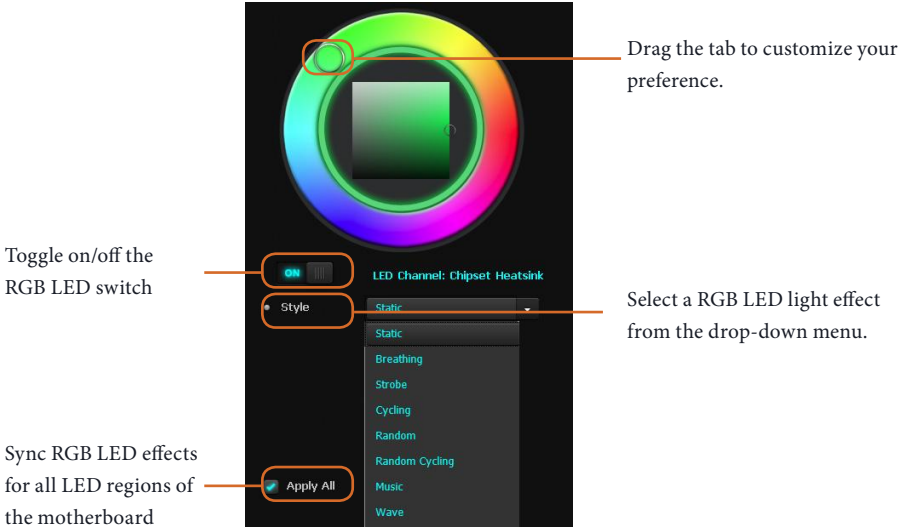 Drag the tab to customize your
preference.
Toggle on/off the
RGB LED switch
ON
LED Channel: Chipset Heatsink
Style
Static
Select a RGB LED light effect
from the drop-down menu.
Static
Breathing
Strobe
Cycling
Random
Random Cycling
Music
Wave
Sync RGB LED effects
for all LED regions of
the motherboard
Apply All